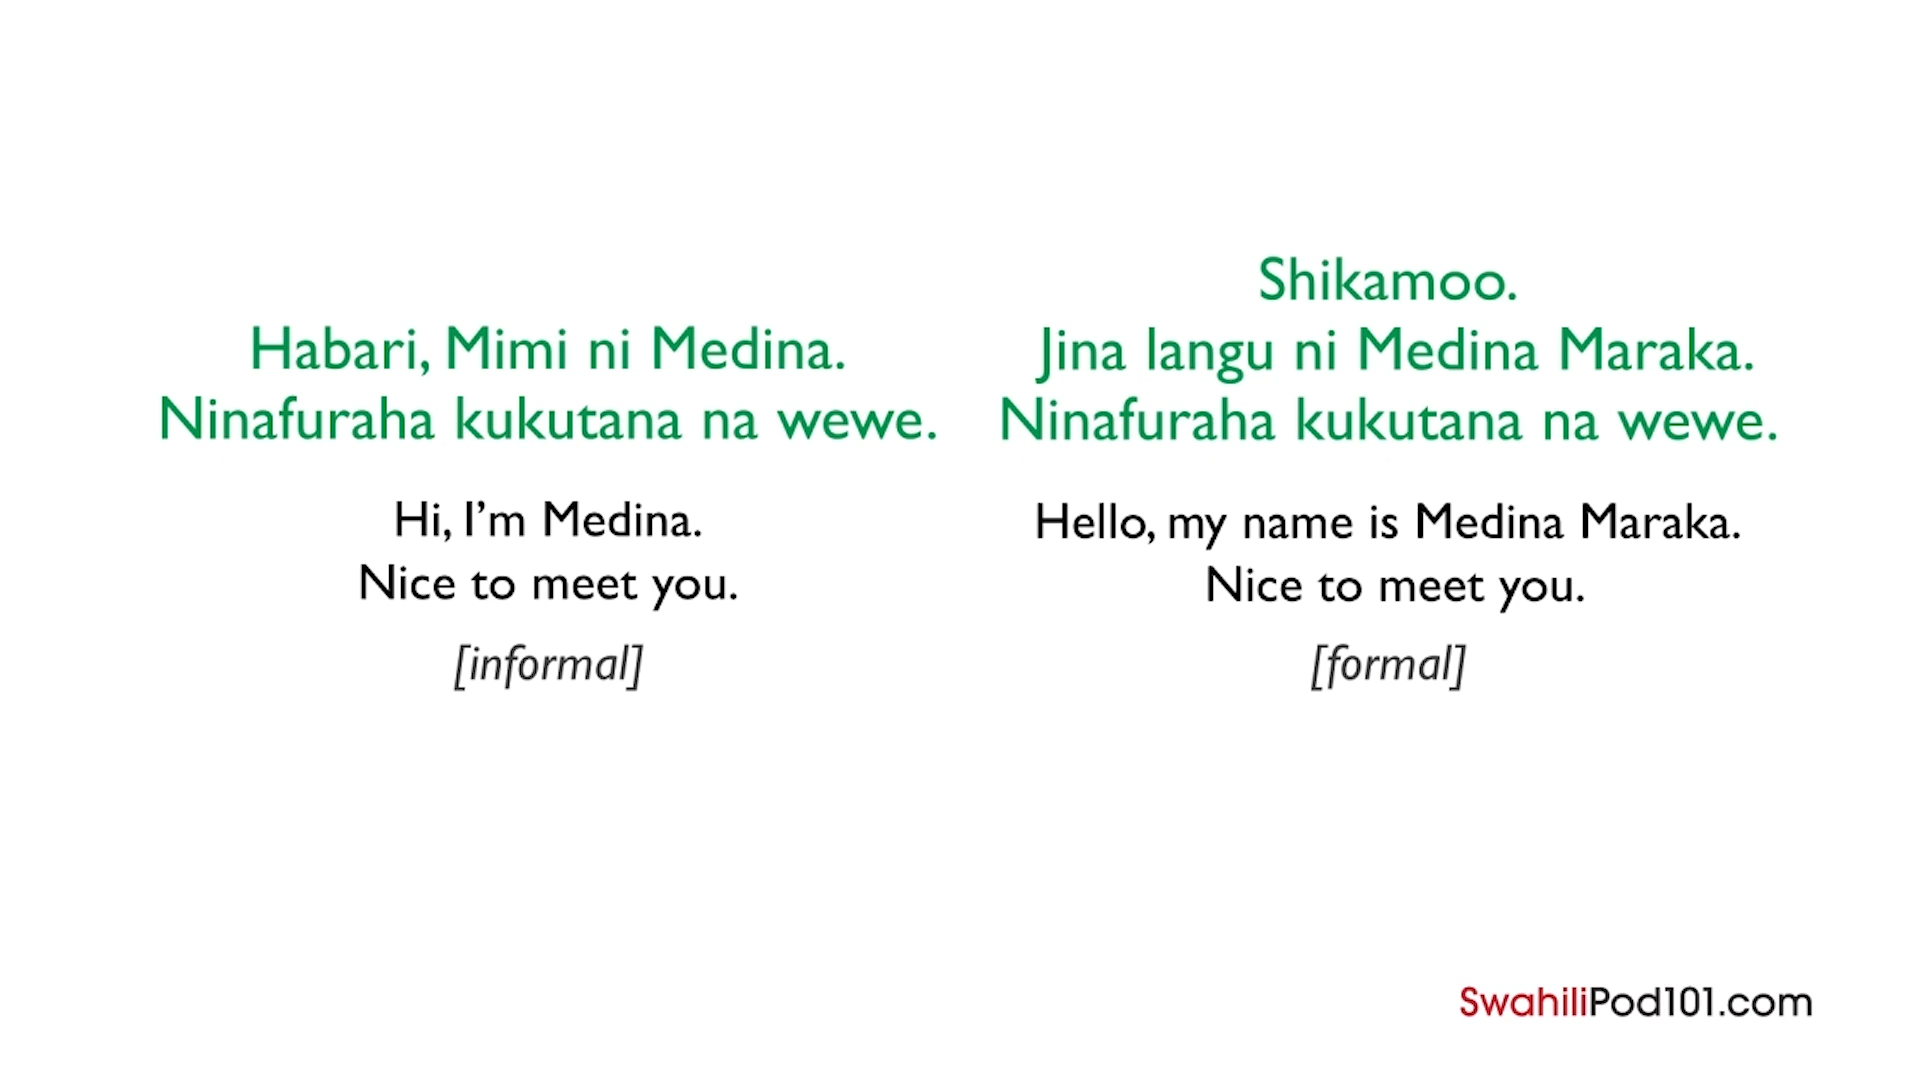 Habari, Mimi ni Medina.
Ninafuraha kukutana na wewe.
Hi, I’m Medina.
Nice to meet you.
[informal]
Shikamoo.
Jina langu ni Medina Maraka.
Ninafuraha kukutana na wewe.
Hello, my name is Medina Maraka.
Nice to meet you.
[formal]
SwahiliPod101.com